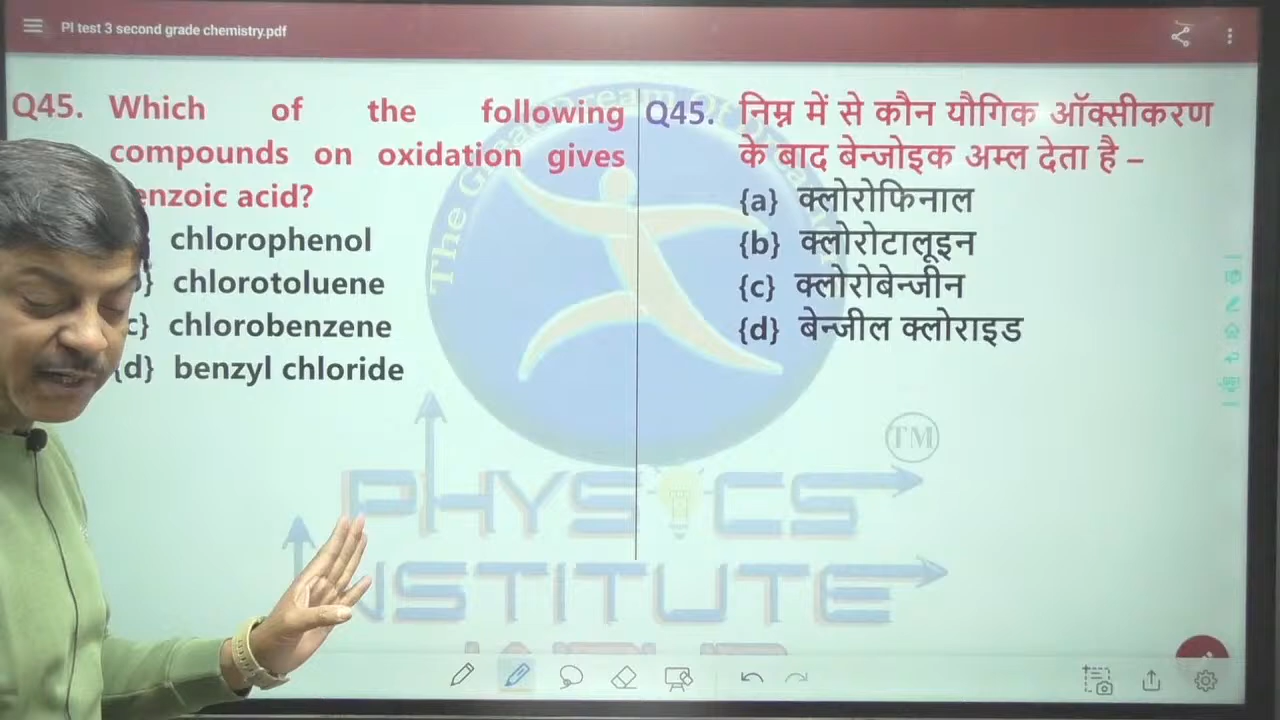 PI test 3 second grade chemistry.pdf
Q45. Which of the following
compounds on oxidation gives
enzoic acid?
chlorophenol
} chlorotoluene
c} chlorobenzene
{d} benzyl chloride
Q45. निम्न में से कौन यौगिक ऑक्सीकरण
के बाद बेन्जोइक अम्ल देता है –
{a} क्लोरोफिनाल
{b} क्लोरोटालूइन
{c} क्लोरोबेन्जीन
{d} बेन्जील क्लोराइड
TM
PHYSICS
INSTITUTE